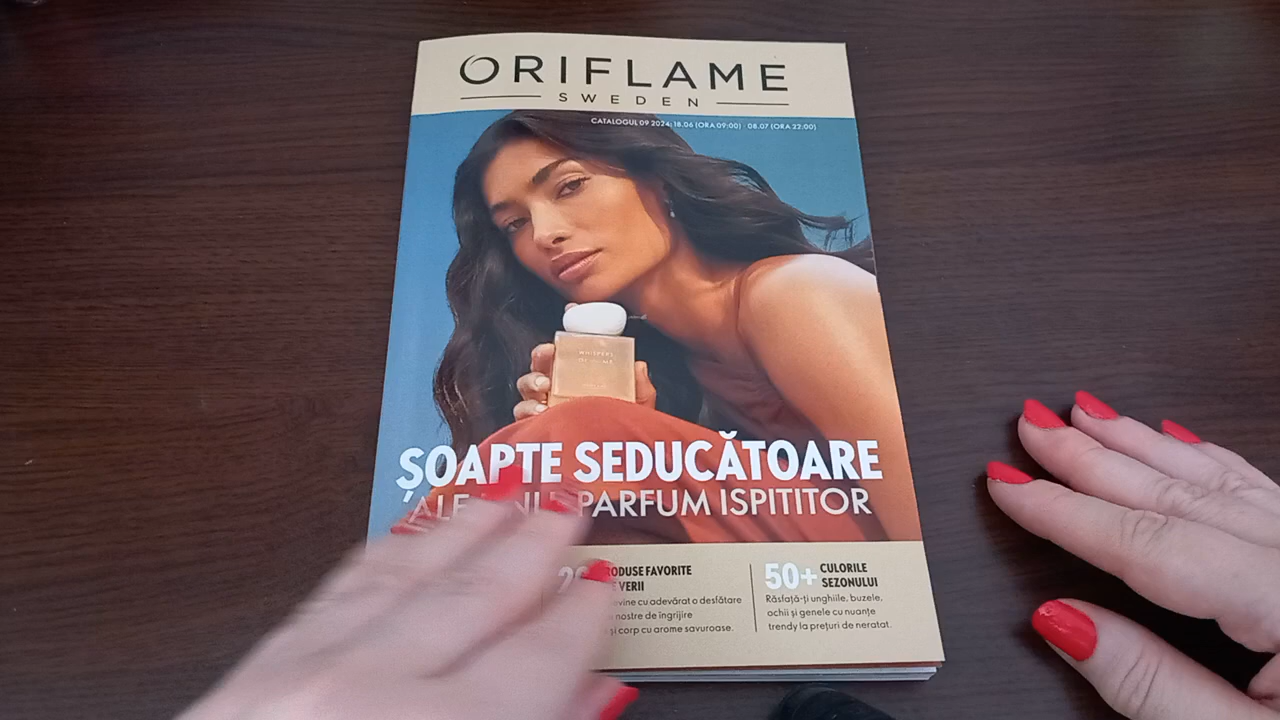 ORIFLAME
SWEDEN
CATALOGUL 09 2024: 18.06 (ORA 09:00) - 08.07 (ORA 22:00)
WHISPERS
ȘOAPTE SEDUCĂTOARE
PARFUM ISPITITOR
FAVORITE
VERII
cu adevărat o desfătare
nostre de îngrijire
și corp cu arome savuroase.
50+ CULORILE
SEZONULUI
Răsfață-ți unghiile, buzele,
ochii și genele cu nuanțe
trendy la prețuri de neratat.